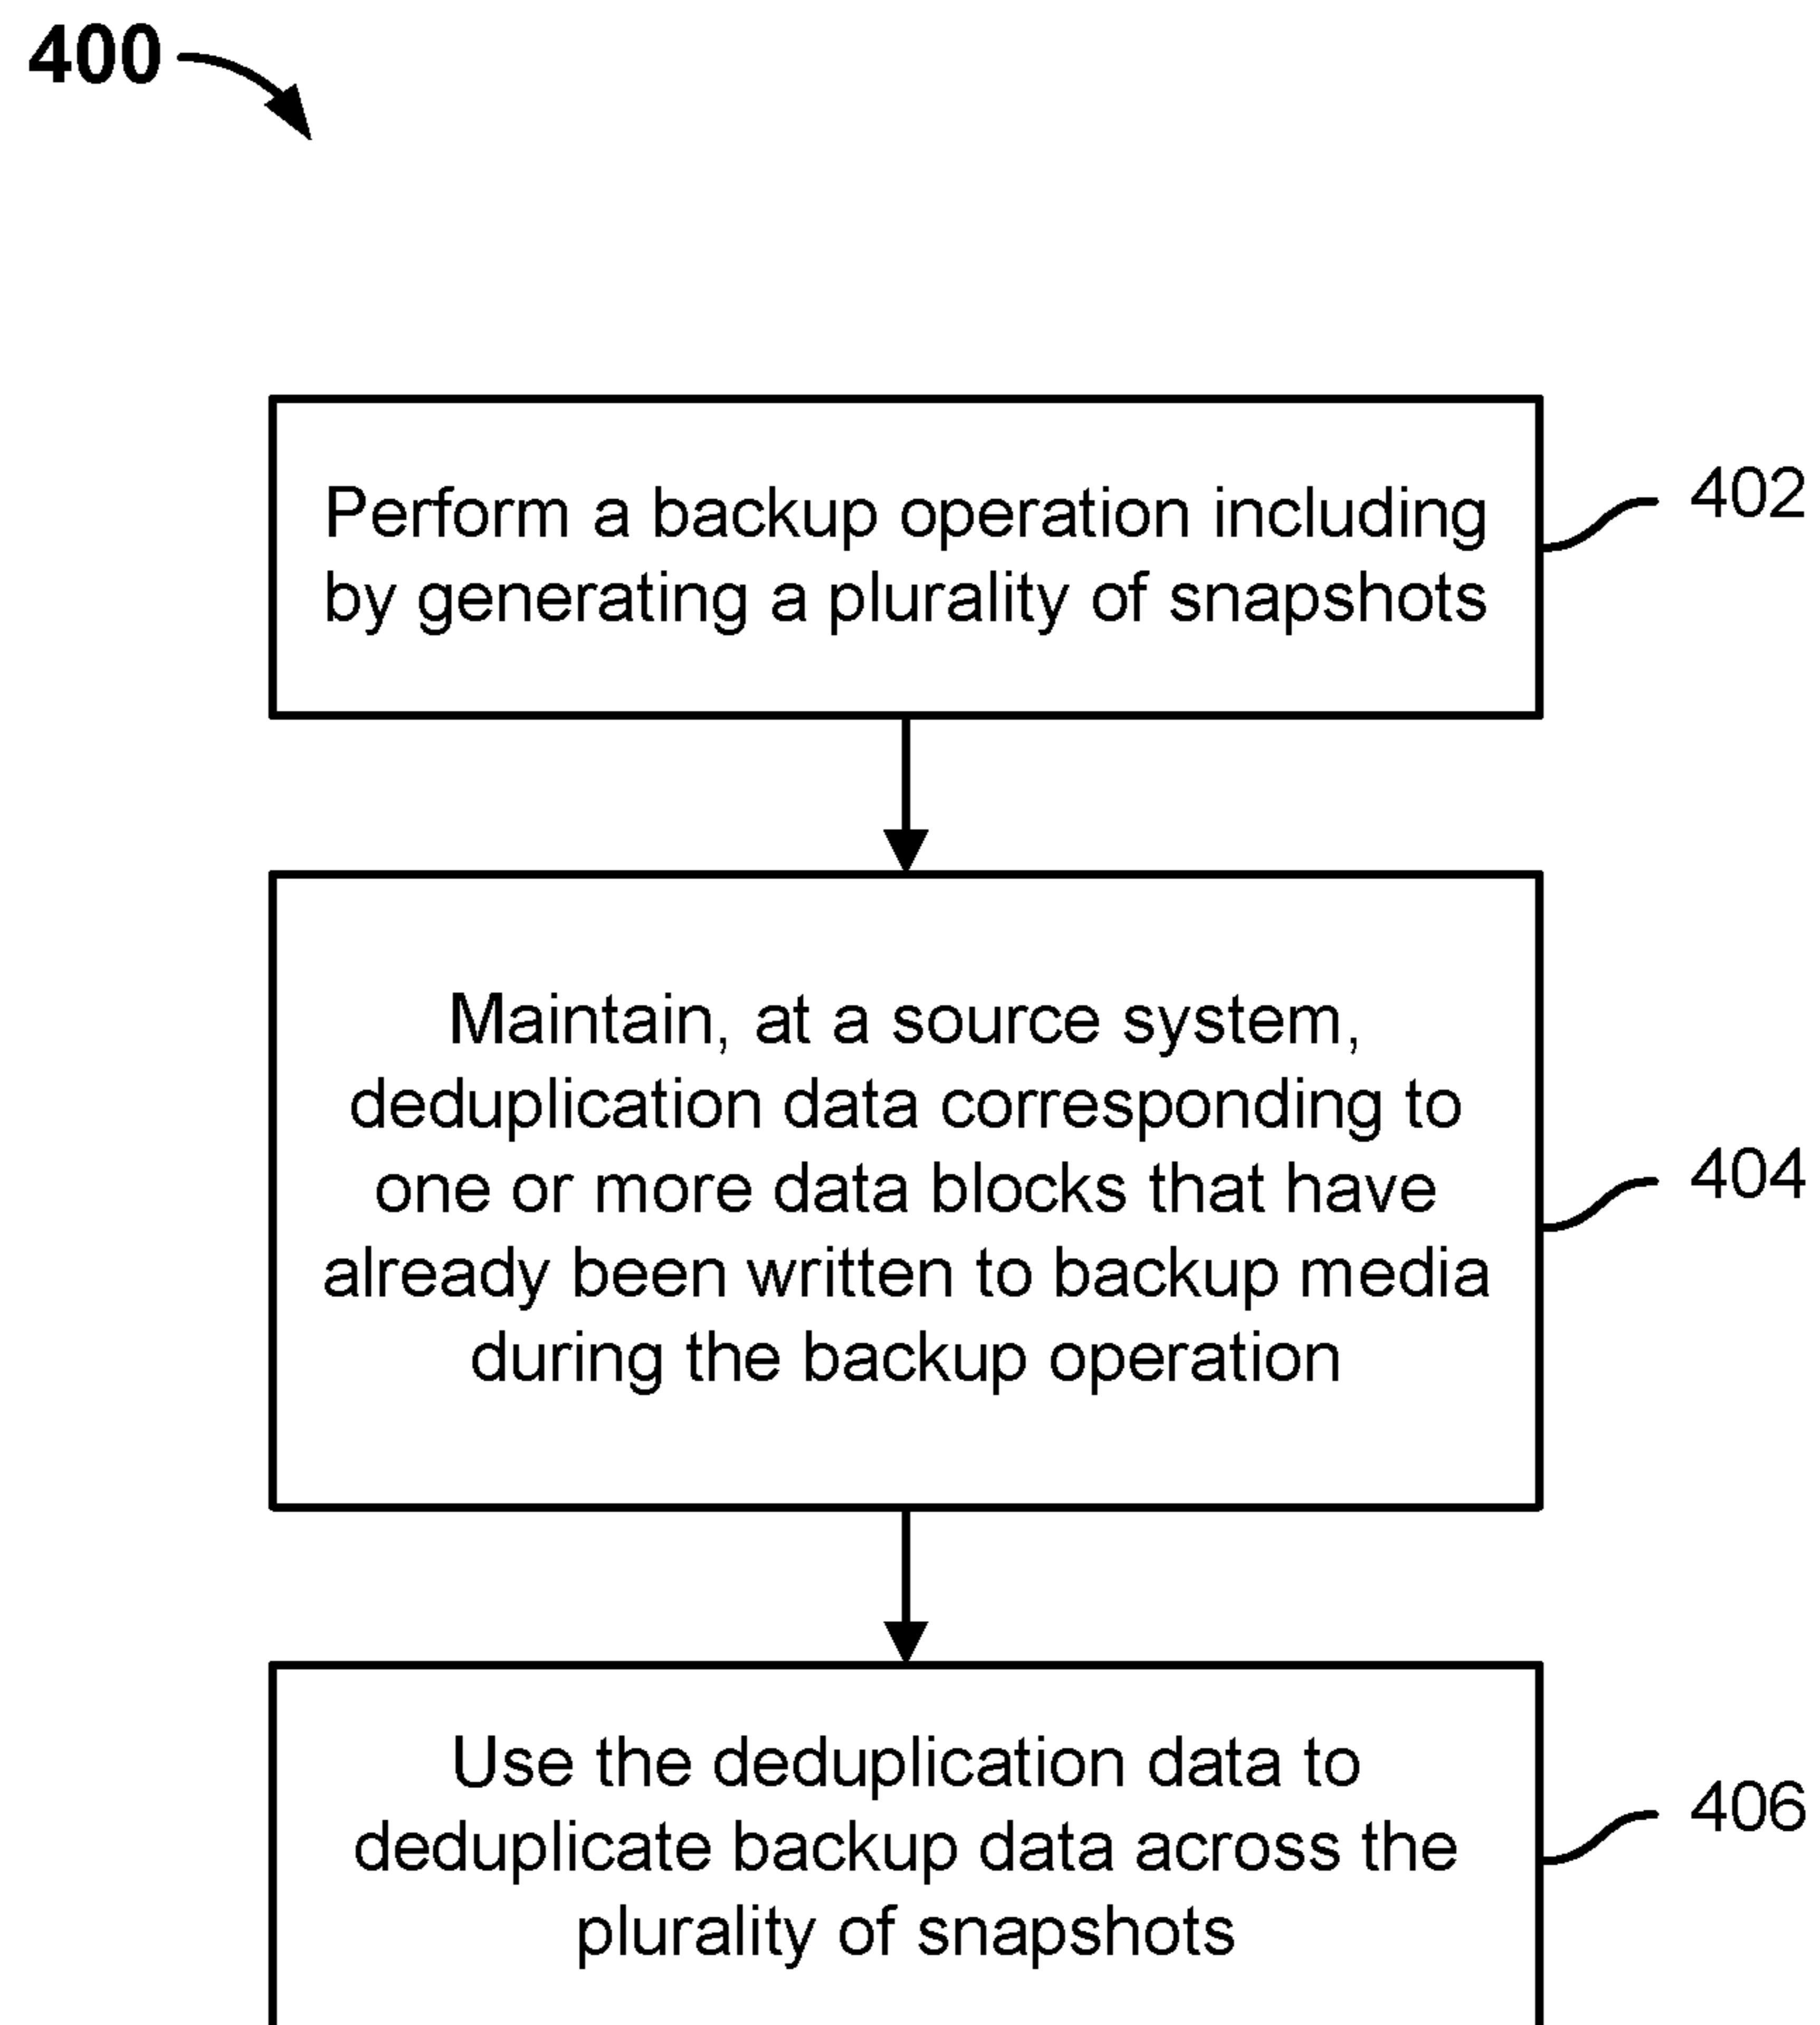 400
Perform a backup operation including
by generating a plurality of snapshots
402
Maintain, at a source system,
deduplication data corresponding to
one or more data blocks that have
already been written to backup media
during the backup operation
404
Use the deduplication data to
deduplicate backup data across the
plurality of snapshots
406